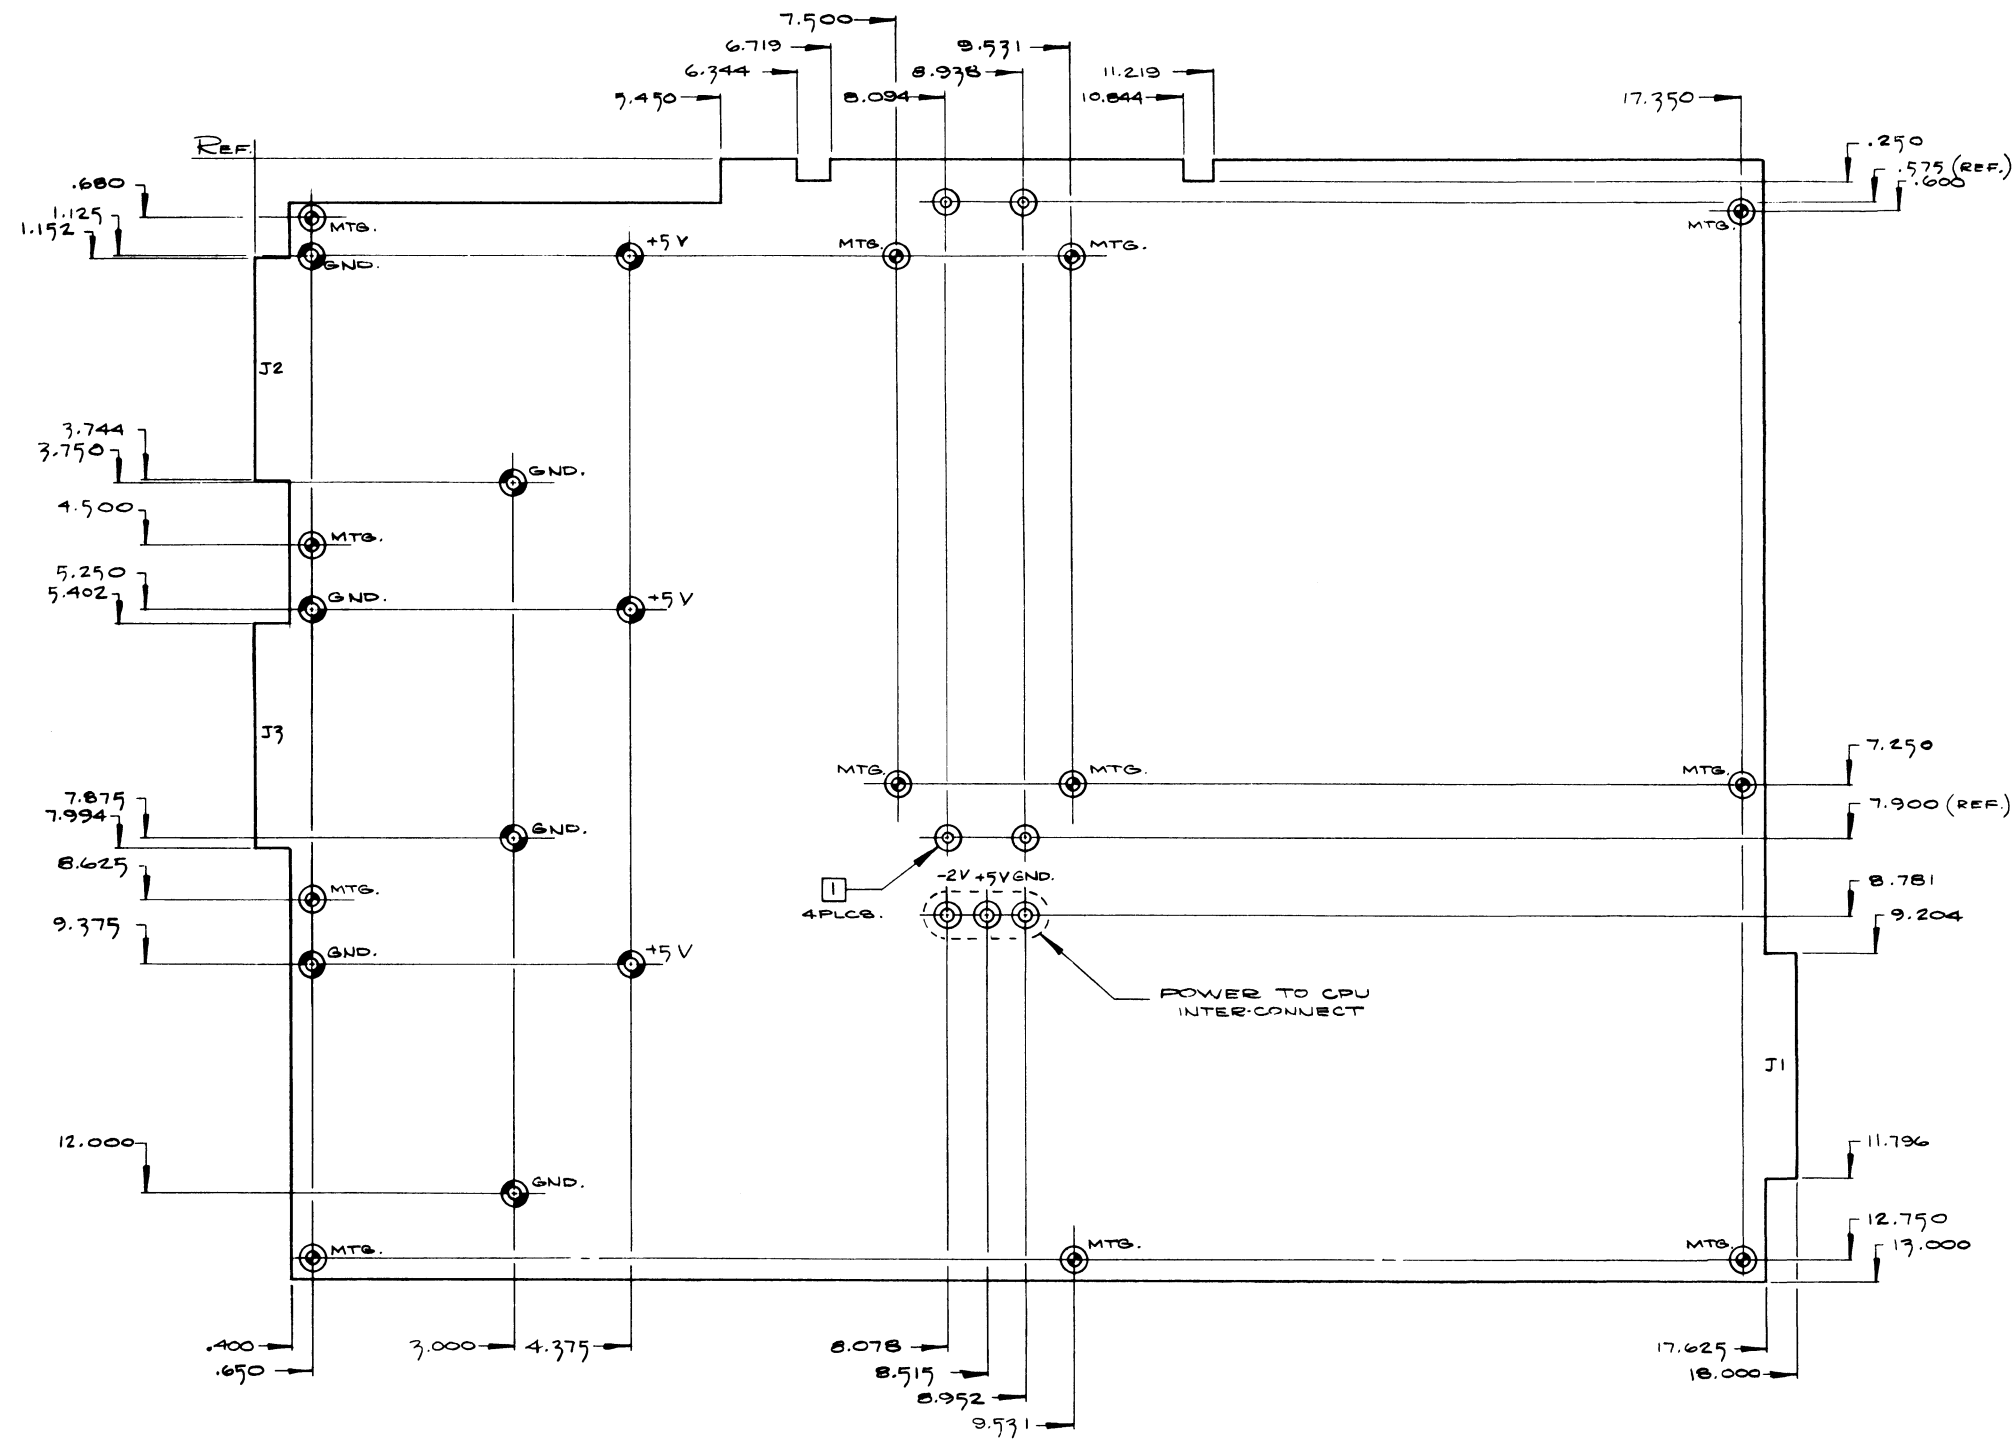 7.500
6.719
9.531
6.344
8.938
11.219
5.450
8.094
10.844
17.350
REF.
.250
.575 (REF.)
.600
.680
1.125
1.152
MTG.
GND.
+5V
MTG.
MTG.
MTG.
J2
3.744
3.750
GND.
4.500
MTG.
5.250
5.402
GND.
+5V
J3
MTG.
MTG.
MTG.
7.250
7.875
7.994
GND.
7.900 (REF.)
8.625
MTG.
1
4 PLCS.
-2V +5V GND.
8.781
9.204
9.375
GND.
+5V
POWER TO CPU
INTER-CONNECT
J1
12.000
GND.
11.796
MTG.
MTG.
MTG.
12.750
13.000
.400
.650
3.000
4.375
8.078
8.515
8.952
9.531
17.625
18.000